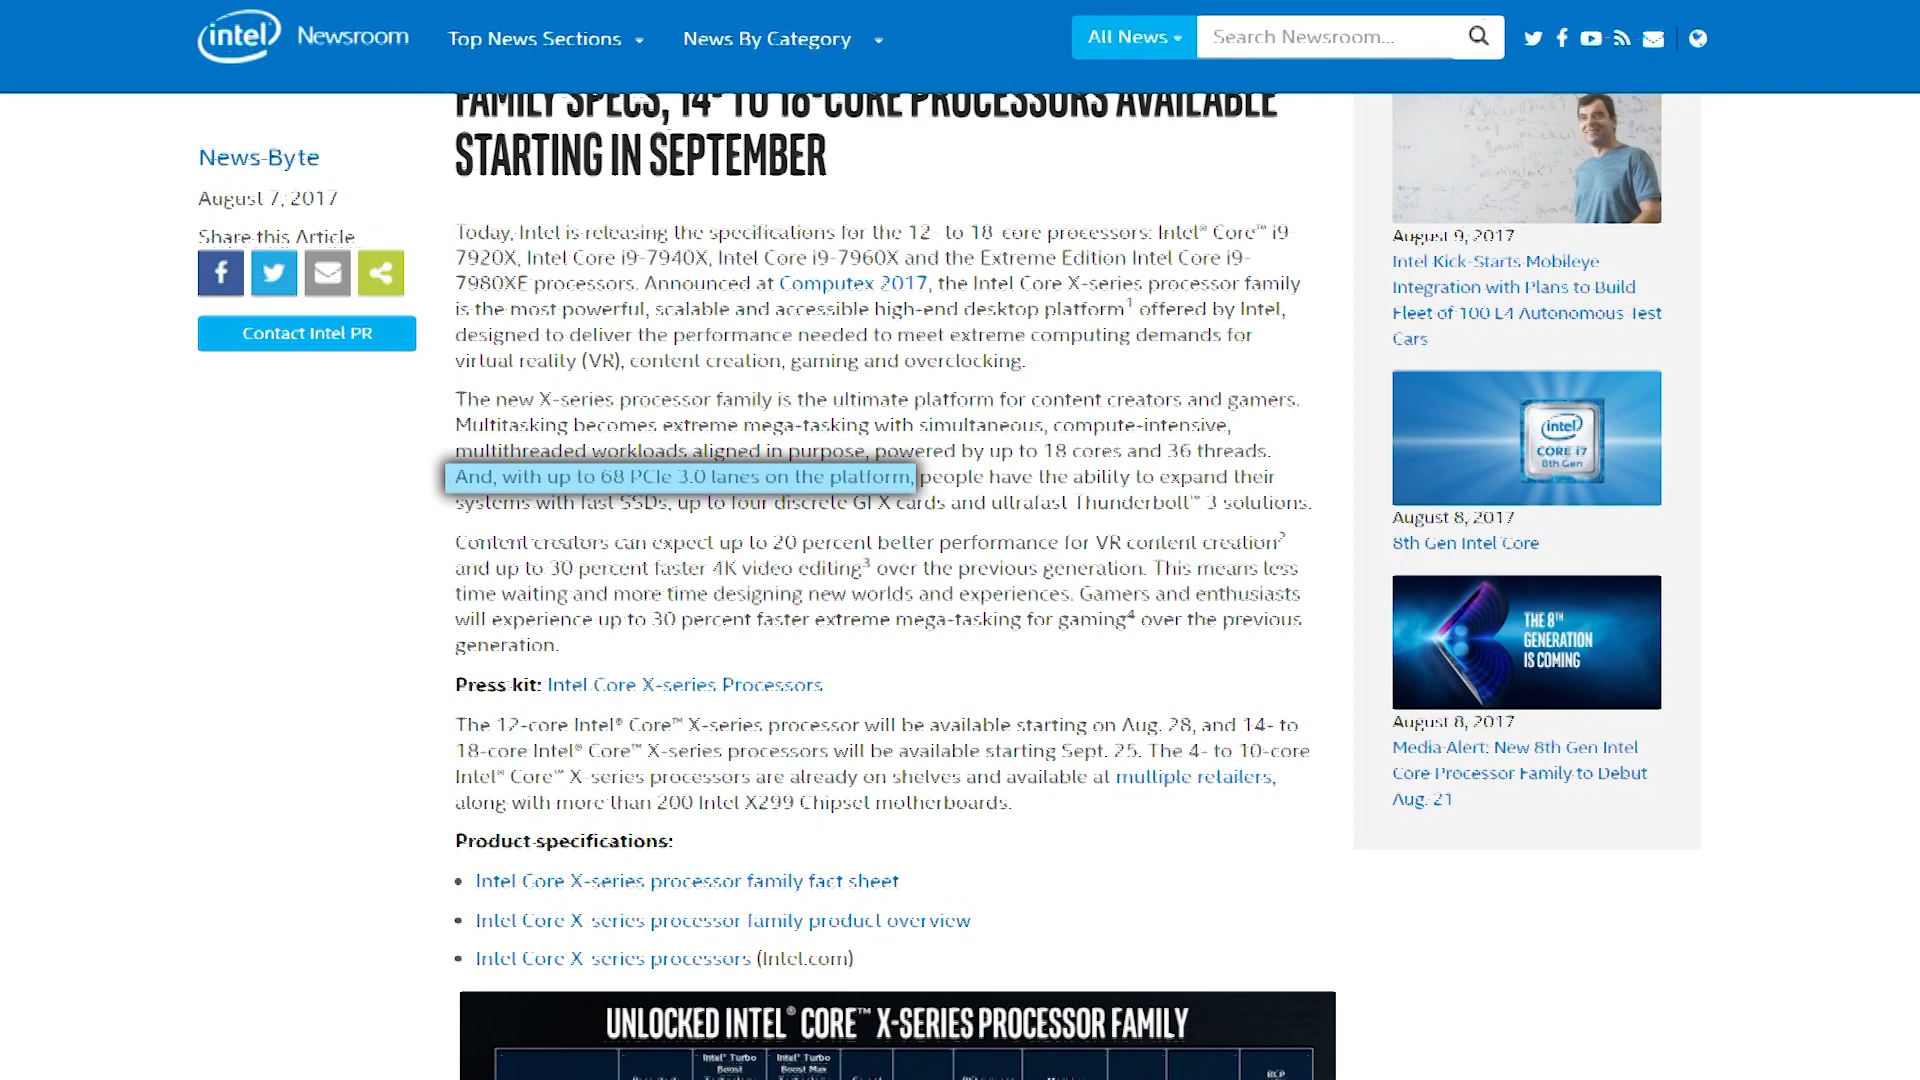 intel Newsroom Top News Sections News By Category All News Search Newsroom...
FAMILY SPECS, 14- TO 18-CORE PROCESSORS AVAILABLE
STARTING IN SEPTEMBER
News-Byte
August 7, 2017
Share this Article
Contact Intel PR
Today, Intel is releasing the specifications for the 12- to 18-core processors: Intel® Core™ i9-
7920X, Intel Core i9-7940X, Intel Core i9-7960X and the Extreme Edition Intel Core i9-
7980XE processors. Announced at Computex 2017, the Intel Core X-series processor family
is the most powerful, scalable and accessible high-end desktop platform¹ offered by Intel,
designed to deliver the performance needed to meet extreme computing demands for
virtual reality (VR), content creation, gaming and overclocking.
The new X-series processor family is the ultimate platform for content creators and gamers.
Multitasking becomes extreme mega-tasking with simultaneous, compute-intensive,
multithreaded workloads aligned in purpose, powered by up to 18 cores and 36 threads.
And, with up to 68 PCIe 3.0 lanes on the platform, people have the ability to expand their
systems with fast SSDs, up to four discrete GFX cards and ultrafast Thunderbolt™ 3 solutions.
Content creators can expect up to 20 percent better performance for VR content creation²
and up to 30 percent faster 4K video editing³ over the previous generation. This means less
time waiting and more time designing new worlds and experiences. Gamers and enthusiasts
will experience up to 30 percent faster extreme mega-tasking for gaming⁴ over the previous
generation.
Press kit: Intel Core X-series Processors
The 12-core Intel® Core™ X-series processor will be available starting on Aug. 28, and 14- to
18-core Intel® Core™ X-series processors will be available starting Sept. 25. The 4- to 10-core
Intel® Core™ X-series processors are already on shelves and available at multiple retailers,
along with more than 200 Intel X299 Chipset motherboards.
Product specifications:
• Intel Core X-series processor family fact sheet
• Intel Core X-series processor family product overview
• Intel Core X-series processors (Intel.com)
UNLOCKED INTEL® CORE™ X-SERIES PROCESSOR FAMILY
Intel® Turbo
Boost
Intel® Turbo
Boost Max
RCP
August 9, 2017
Intel Kick-Starts Mobileye
Integration with Plans to Build
Fleet of 100 L4 Autonomous Test
Cars
intel
CORE i7
8th Gen
August 8, 2017
8th Gen Intel Core
THE 8TH
GENERATION
IS COMING
August 8, 2017
Media Alert: New 8th Gen Intel
Core Processor Family to Debut
Aug. 21